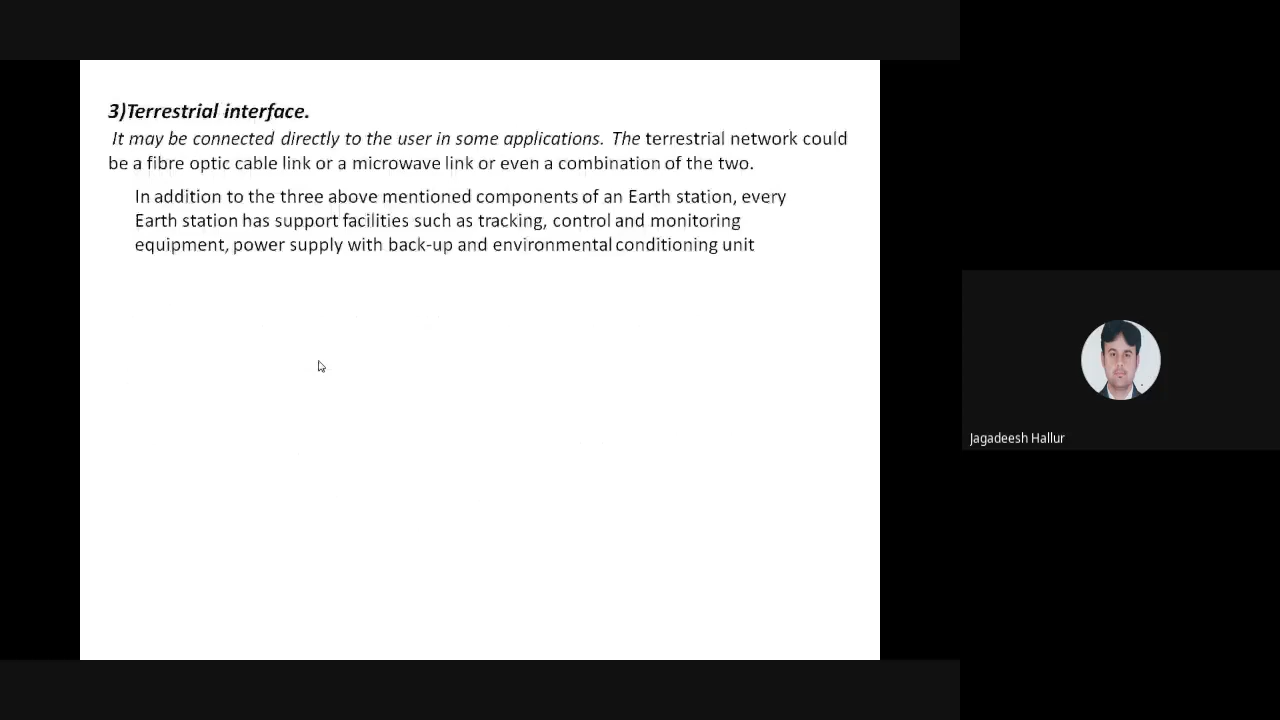 3)Terrestrial interface.
It may be connected directly to the user in some applications. The terrestrial network could
be a fibre optic cable link or a microwave link or even a combination of the two.
In addition to the three above mentioned components of an Earth station, every
Earth station has support facilities such as tracking, control and monitoring
equipment, power supply with back-up and environmental conditioning unit
Jagadeesh Hallur